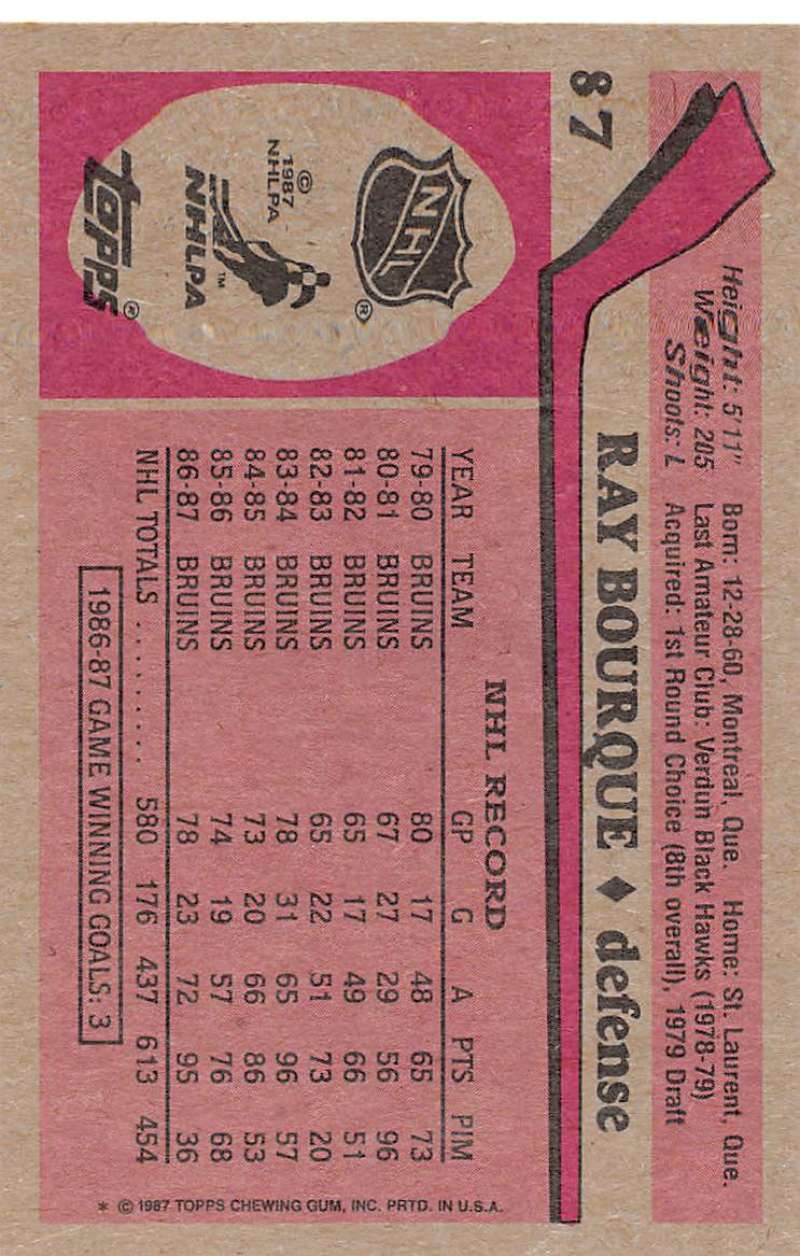 87
Height: 5'11" Born: 12-28-60, Montreal, Que. Home: St. Laurent, Que.
Weight: 205 Last Amateur Club: Verdun Black Hawks (1978-79)
Shoots: L Acquired: 1st Round Choice (8th overall), 1979 Draft
RAY BOURQUE ♦ defense
NHL ®
© 1987 NHLPA
NHLPA ™
TOPPS ®
NHL RECORD
YEAR TEAM GP G A PTS PIM
79-80 BRUINS 80 17 48 65 73
80-81 BRUINS 67 27 29 56 96
81-82 BRUINS 65 17 49 66 51
82-83 BRUINS 65 22 51 73 20
83-84 BRUINS 78 31 65 96 57
84-85 BRUINS 73 20 66 86 53
85-86 BRUINS 74 19 57 76 68
86-87 BRUINS 78 23 72 95 36
NHL TOTALS .......... 580 176 437 613 454
1986-87 GAME WINNING GOALS: 3
* © 1987 TOPPS CHEWING GUM, INC. PRTD. IN U.S.A.